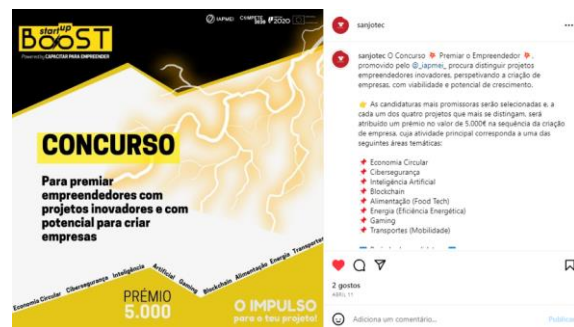 startup
BOOST
Powered by CAPACITAR PARA EMPREENDER
IAPMEI COMPETE 2020 2020
CONCURSO
Para premiar
empreendedores com
projetos inovadores e com
potencial para criar
empresas
Economia Circular Cibersegurança Inteligência Artificial Gaming Blockchain Alimentação Energia Transportes
PRÉMIO
5.000
O IMPULSO
para o teu projeto!
sanjotec
sanjotec O Concurso 💥 Premiar o Empreendedor 💥,
promovido pelo @_iapmei_ procura distinguir projetos
empreendedores inovadores, perspetivando a criação de
empresas, com viabilidade e potencial de crescimento.
👉 As candidaturas mais promissoras serão selecionadas e, a
cada um dos quatro projetos que mais se distingam, será
atribuído um prémio no valor de 5.000€ na sequência da criação
de empresa, cuja atividade principal corresponda a uma das
seguintes áreas temáticas:
📌 Economia Circular
📌 Cibersegurança
📌 Inteligência Artificial
📌 Blockchain
📌 Alimentação (Food Tech)
📌 Energia (Eficiência Energética)
📌 Gaming
📌 Transportes (Mobilidade)
2 gostos
ABRIL 11
Adiciona um comentário...
Publicar